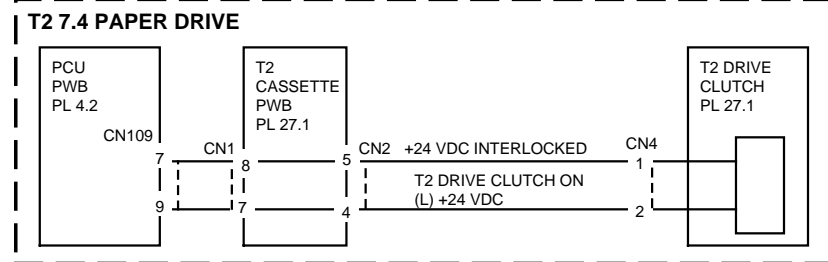 T2 7.4 PAPER DRIVE
PCU
PWB
PL 4.2
T2
CASSETTE
PWB
PL 27.1
T2 DRIVE
CLUTCH
PL 27.1
CN109
CN1
CN2
+24 VDC INTERLOCKED
CN4
7
8
5
1
T2 DRIVE CLUTCH ON
(L) +24 VDC
9
7
4
2